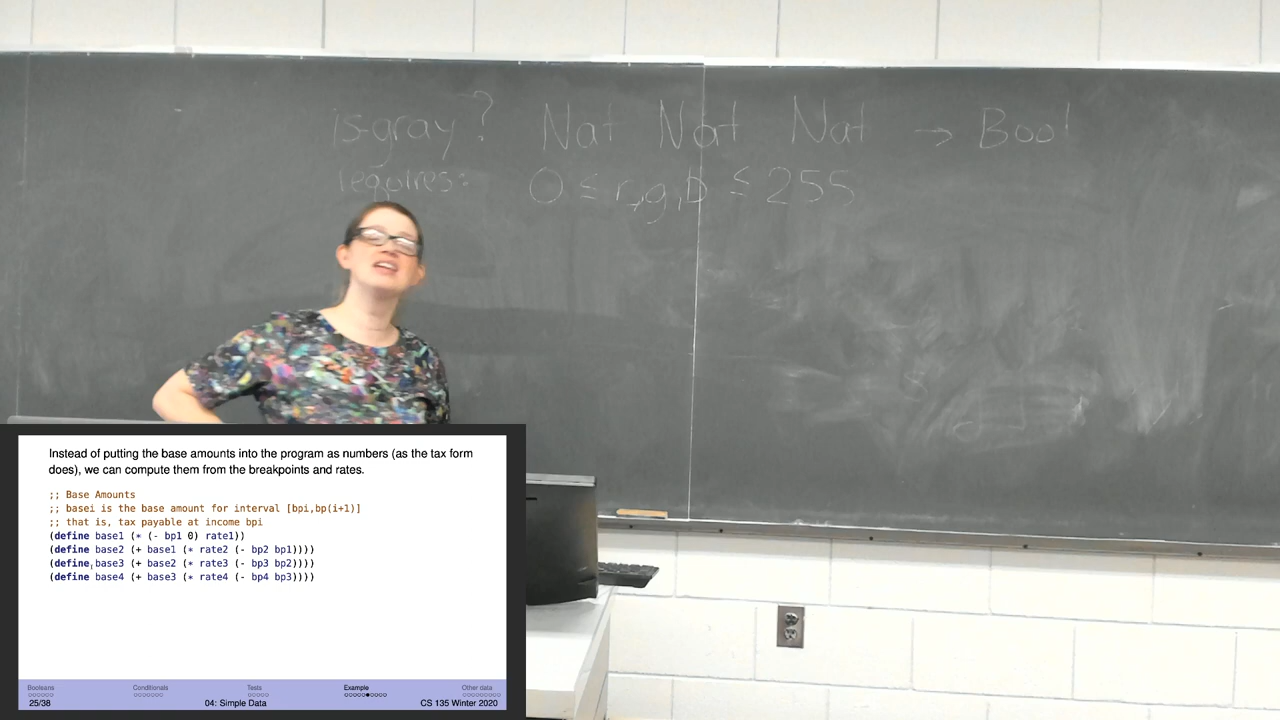 is-gray? Nat Nat Nat → Bool
requires: 0 ≤ r,g,b ≤ 255
Instead of putting the base amounts into the program as numbers (as the tax form
does), we can compute them from the breakpoints and rates.
;; Base Amounts
;; basei is the base amount for interval [bpi,bp(i+1)]
;; that is, tax payable at income bpi
(define base1 (* (- bp1 0) rate1))
(define base2 (+ base1 (* rate2 (- bp2 bp1))))
(define base3 (+ base2 (* rate3 (- bp3 bp2))))
(define base4 (+ base3 (* rate4 (- bp4 bp3))))
Booleans Conditionals Tests Example Other data
25/38 04: Simple Data CS 135 Winter 2020